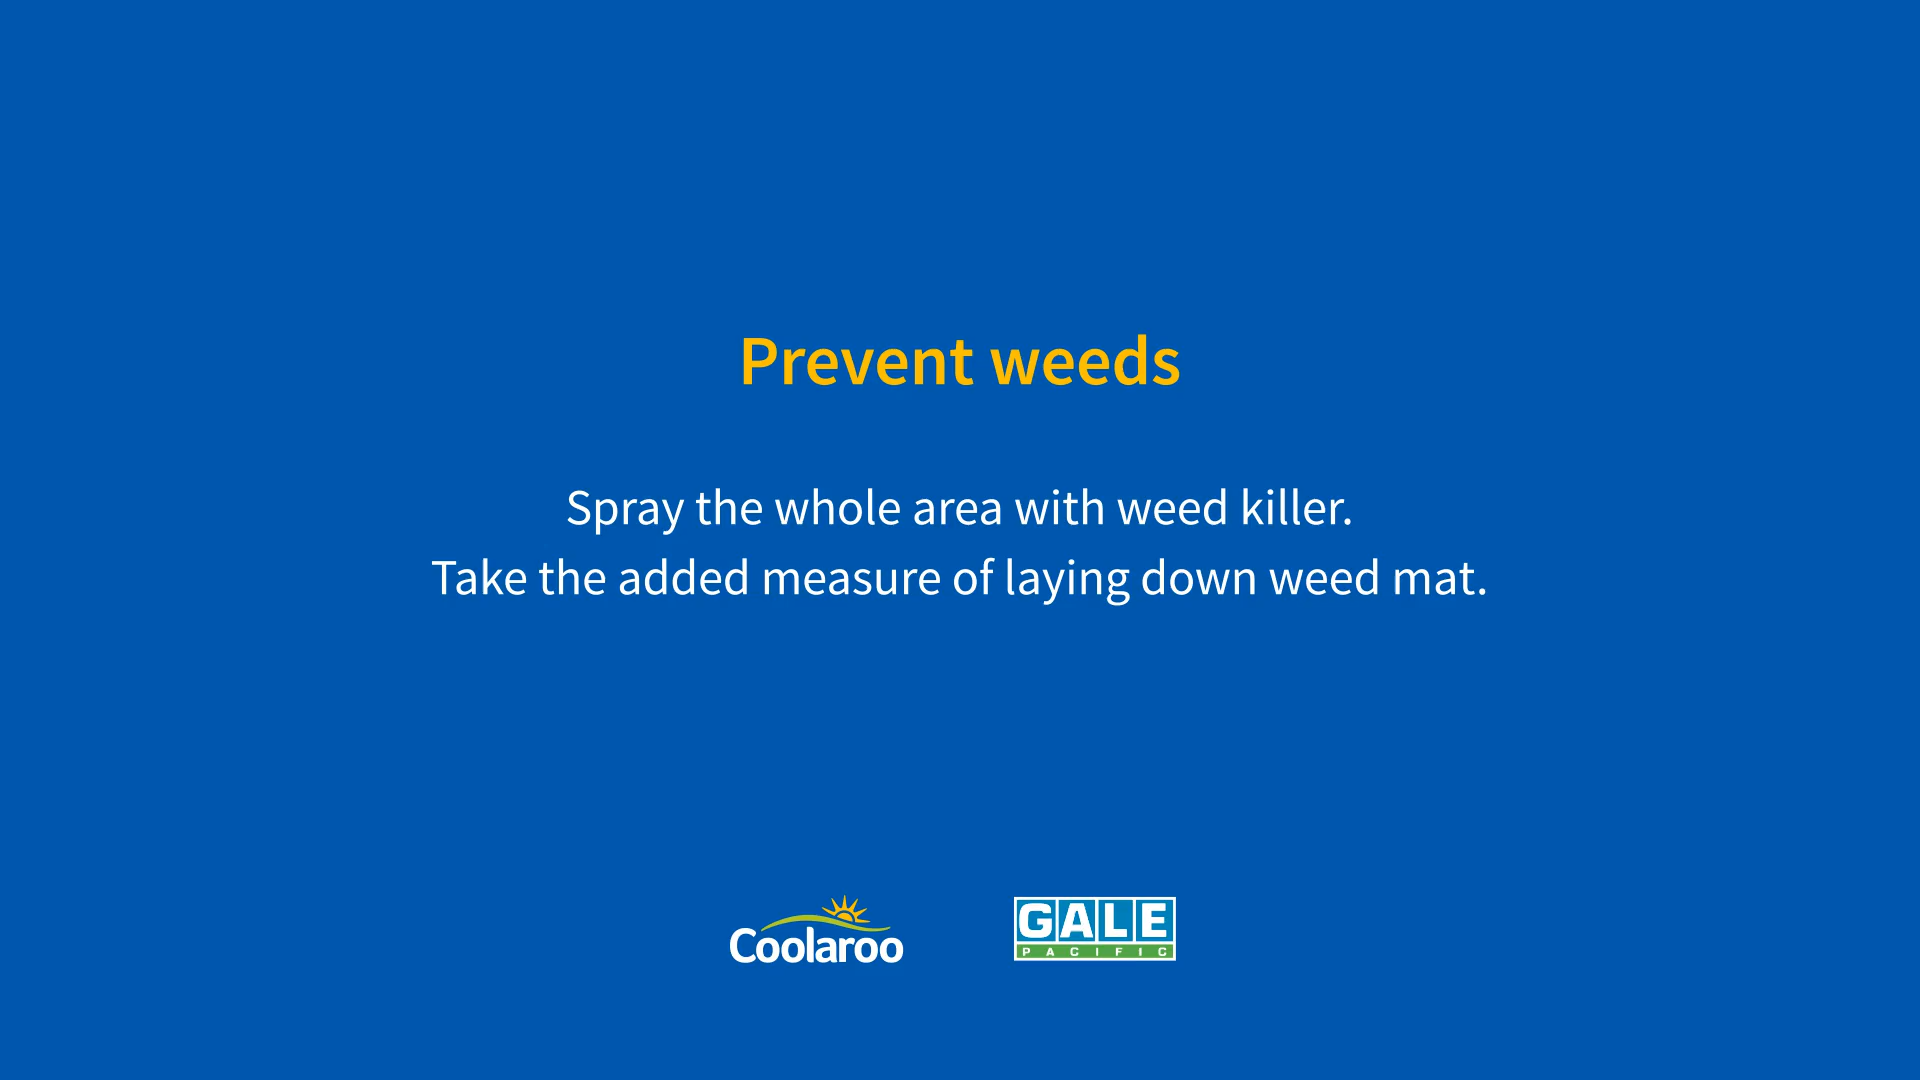 Prevent weeds
Spray the whole area with weed killer.
Take the added measure of laying down weed mat.
Coolaroo
GALE
PACIFIC